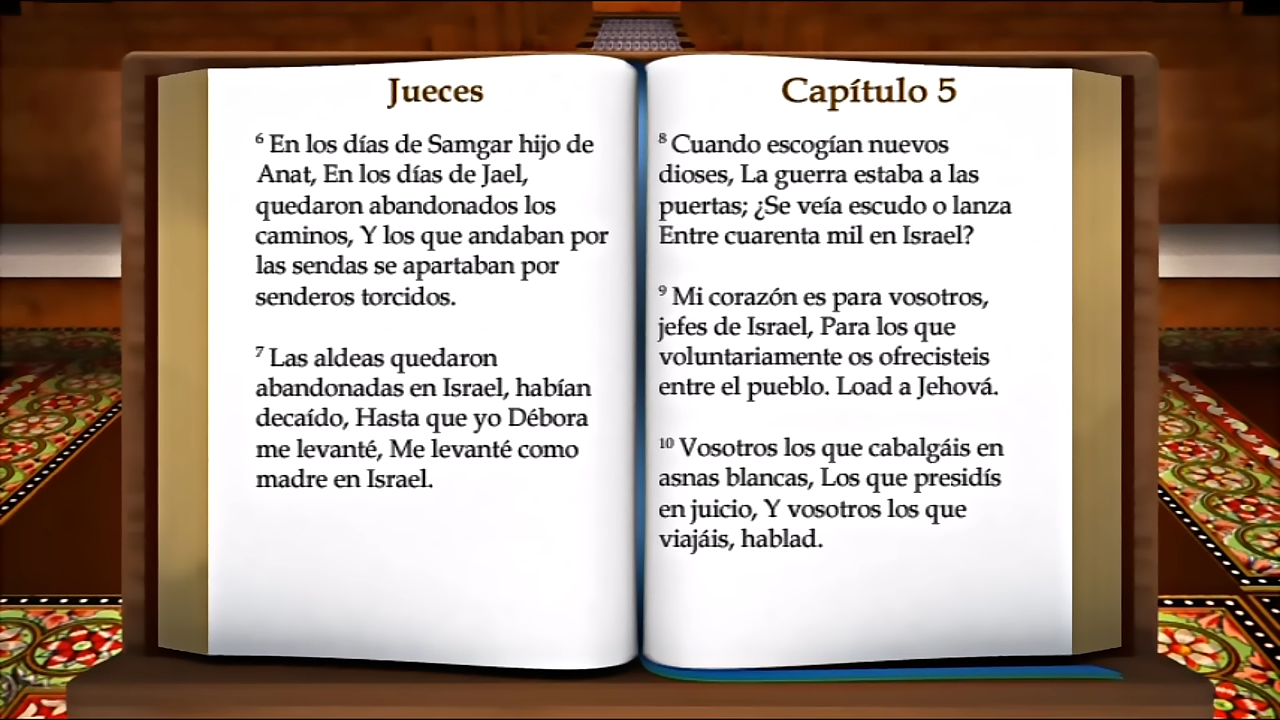 Jueces
⁶ En los días de Samgar hijo de
Anat, En los días de Jael,
quedaron abandonados los
caminos, Y los que andaban por
las sendas se apartaban por
senderos torcidos.
⁷ Las aldeas quedaron
abandonadas en Israel, habían
decaído, Hasta que yo Débora
me levanté, Me levanté como
madre en Israel.
Capítulo 5
⁸ Cuando escogían nuevos
dioses, La guerra estaba a las
puertas; ¿Se veía escudo o lanza
Entre cuarenta mil en Israel?
⁹ Mi corazón es para vosotros,
jefes de Israel, Para los que
voluntariamente os ofrecisteis
entre el pueblo. Load a Jehová.
¹⁰ Vosotros los que cabalgáis en
asnas blancas, Los que presidís
en juicio, Y vosotros los que
viajáis, hablad.